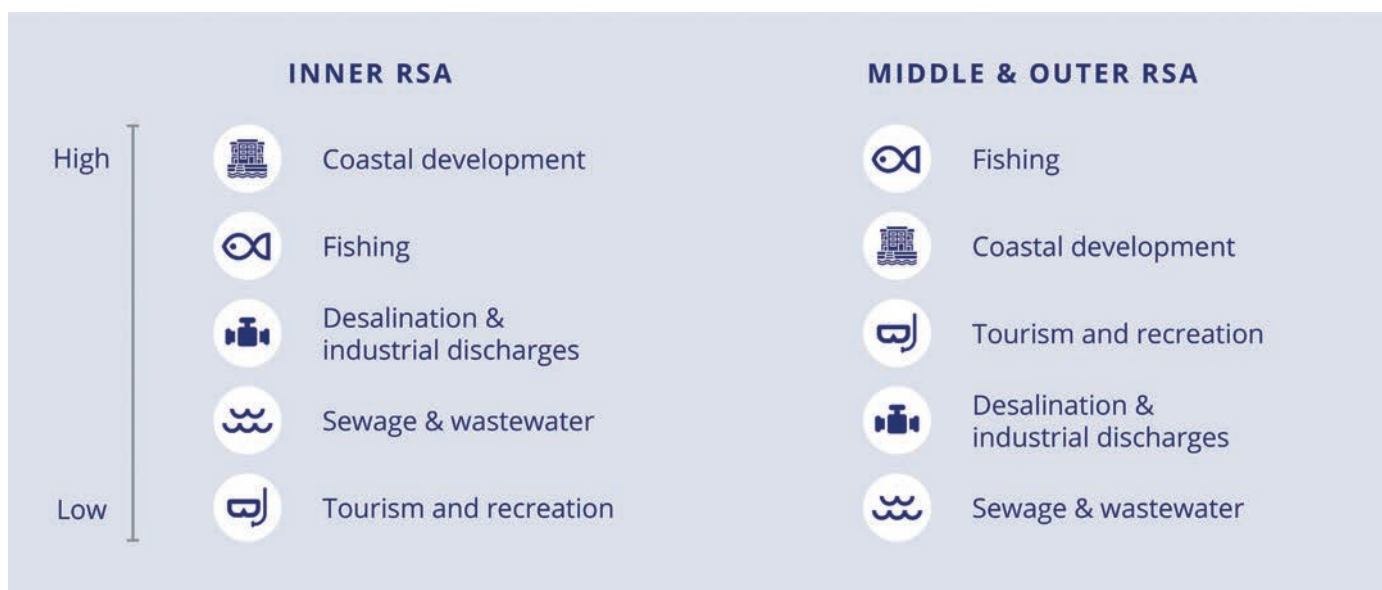 INNER RSA
MIDDLE & OUTER RSA
High
Low
Coastal development
Fishing
Desalination &
industrial discharges
Sewage & wastewater
Tourism and recreation
Fishing
Coastal development
Tourism and recreation
Desalination &
industrial discharges
Sewage & wastewater